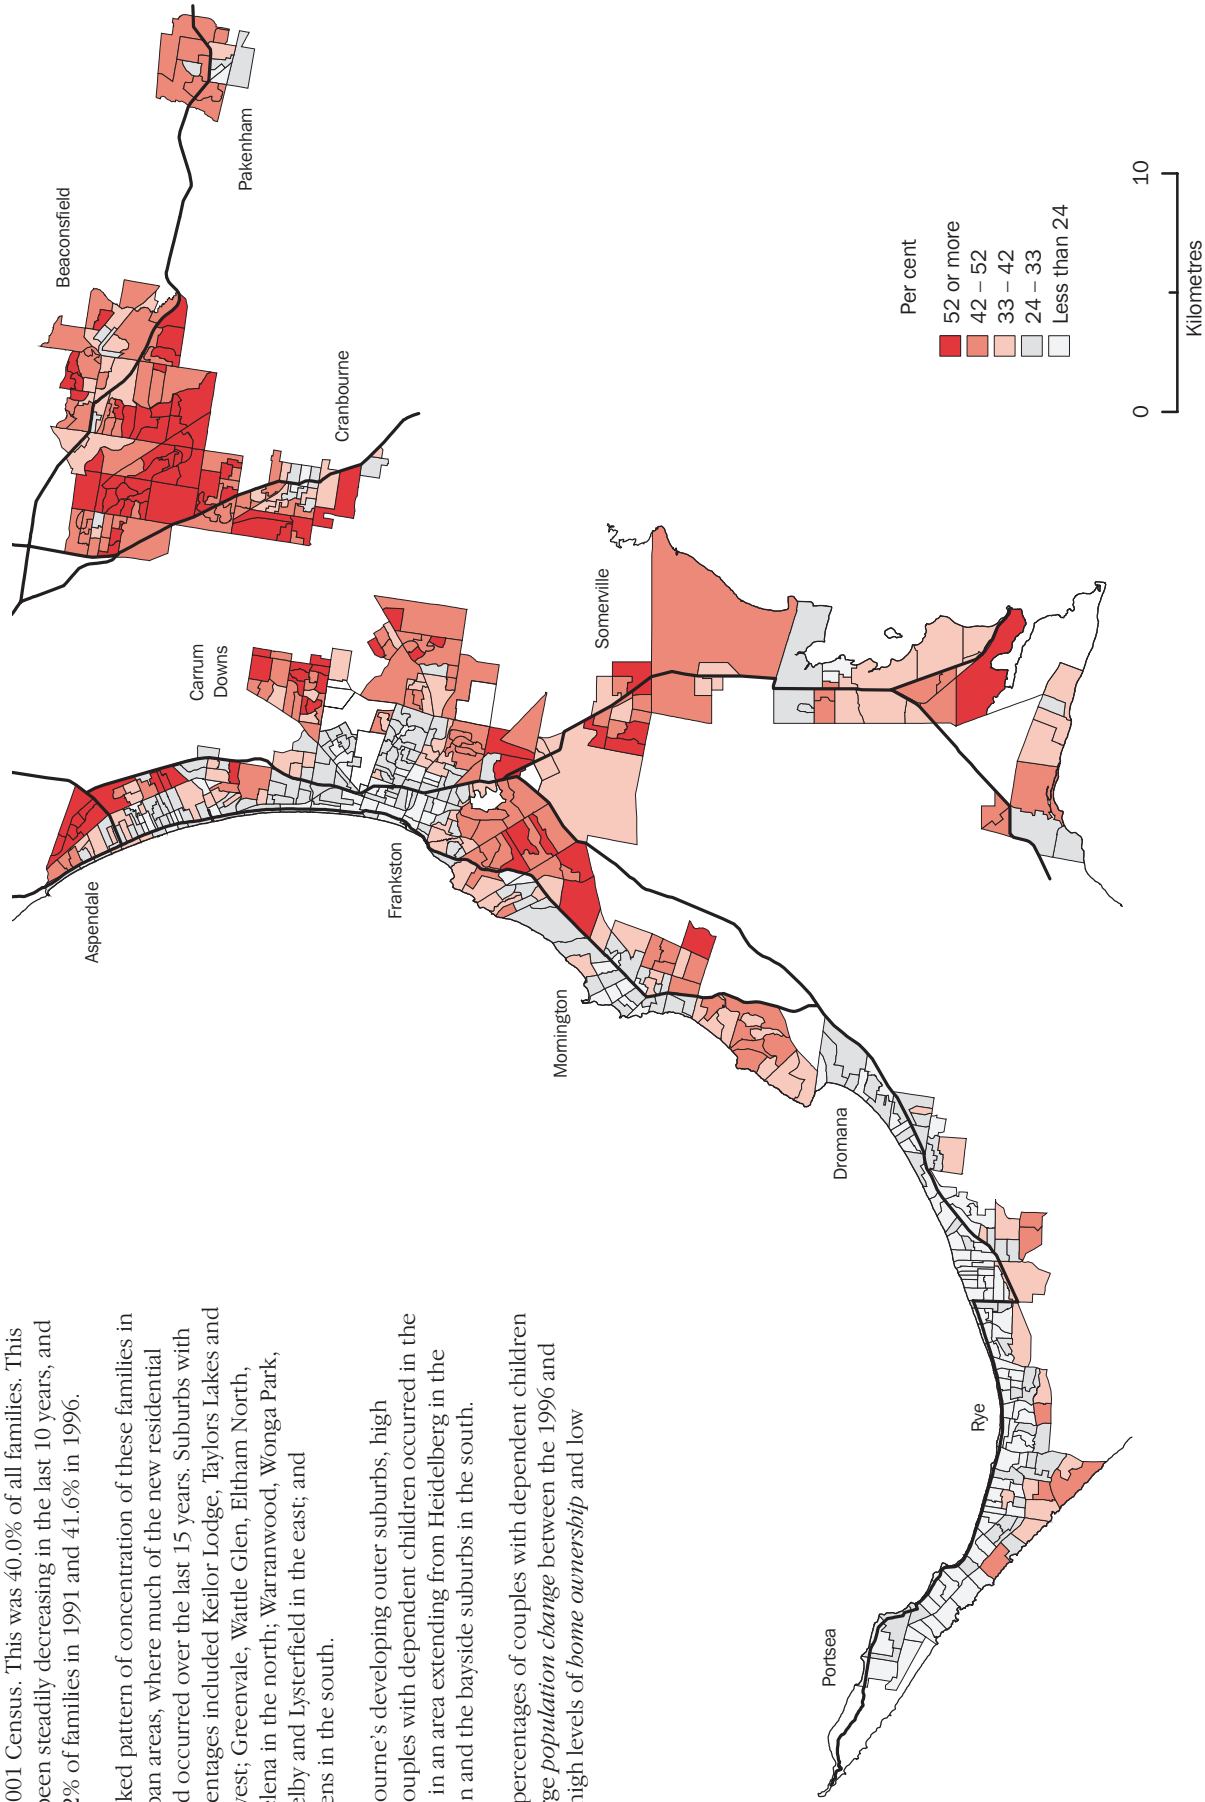 001 Census. This was 40.0% of all families. This
been steadily decreasing in the last 10 years, and
2% of families in 1991 and 41.6% in 1996.
ked pattern of concentration of these families in
ban areas, where much of the new residential
d occurred over the last 15 years. Suburbs with
entages included Keilor Lodge, Taylors Lakes and
vest; Greenvale, Wattle Glen, Eltham North,
elena in the north; Warranwood, Wonga Park,
elby and Lysterfield in the east; and
ens in the south.
ourne's developing outer suburbs, high
ouples with dependent children occurred in the
in an area extending from Heidelberg in the
n and the bayside suburbs in the south.
percentages of couples with dependent children
rge population change between the 1996 and
high levels of home ownership and low
Aspendale
Carrum
Downs
Beaconsfield
Pakenham
Cranbourne
Frankston
Somerville
Mornington
Dromana
Rye
Portsea
Per cent
52 or more
42 – 52
33 – 42
24 – 33
Less than 24
0 10
Kilometres